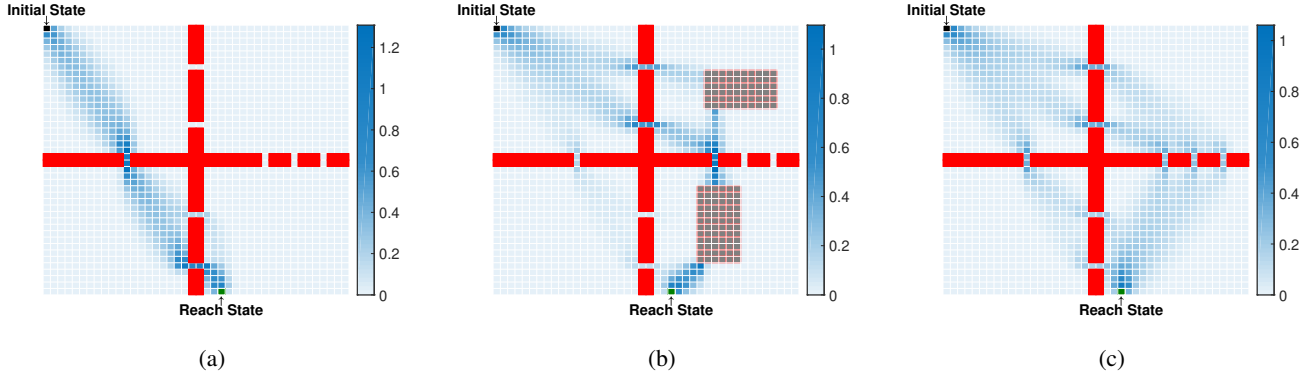 Initial State
↓
1.2
1
0.8
0.6
0.4
0.2
0
↑
Reach State
(a)
Initial State
↓
1
0.8
0.6
0.4
0.2
0
↑
Reach State
(b)
Initial State
↓
1
0.8
0.6
0.4
0.2
0
↑
Reach State
(c)